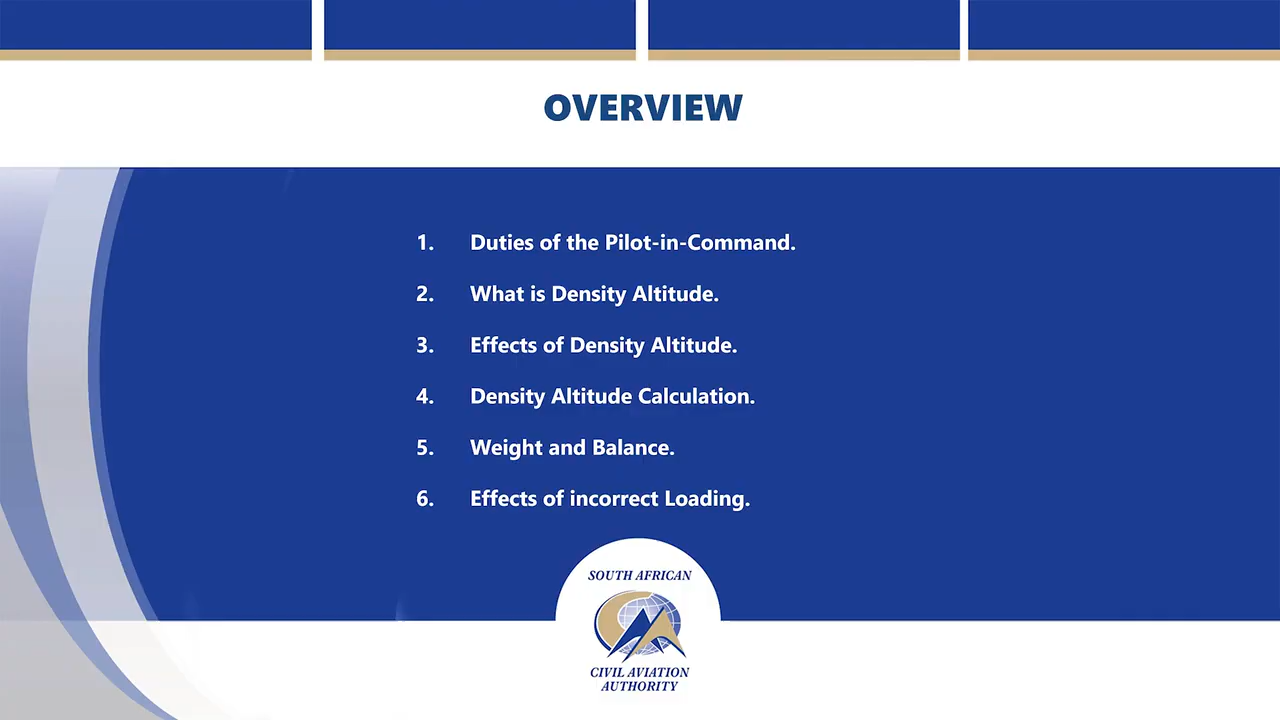 OVERVIEW
1. Duties of the Pilot-in-Command.
2. What is Density Altitude.
3. Effects of Density Altitude.
4. Density Altitude Calculation.
5. Weight and Balance.
6. Effects of incorrect Loading.
SOUTH AFRICAN
CIVIL AVIATION
AUTHORITY